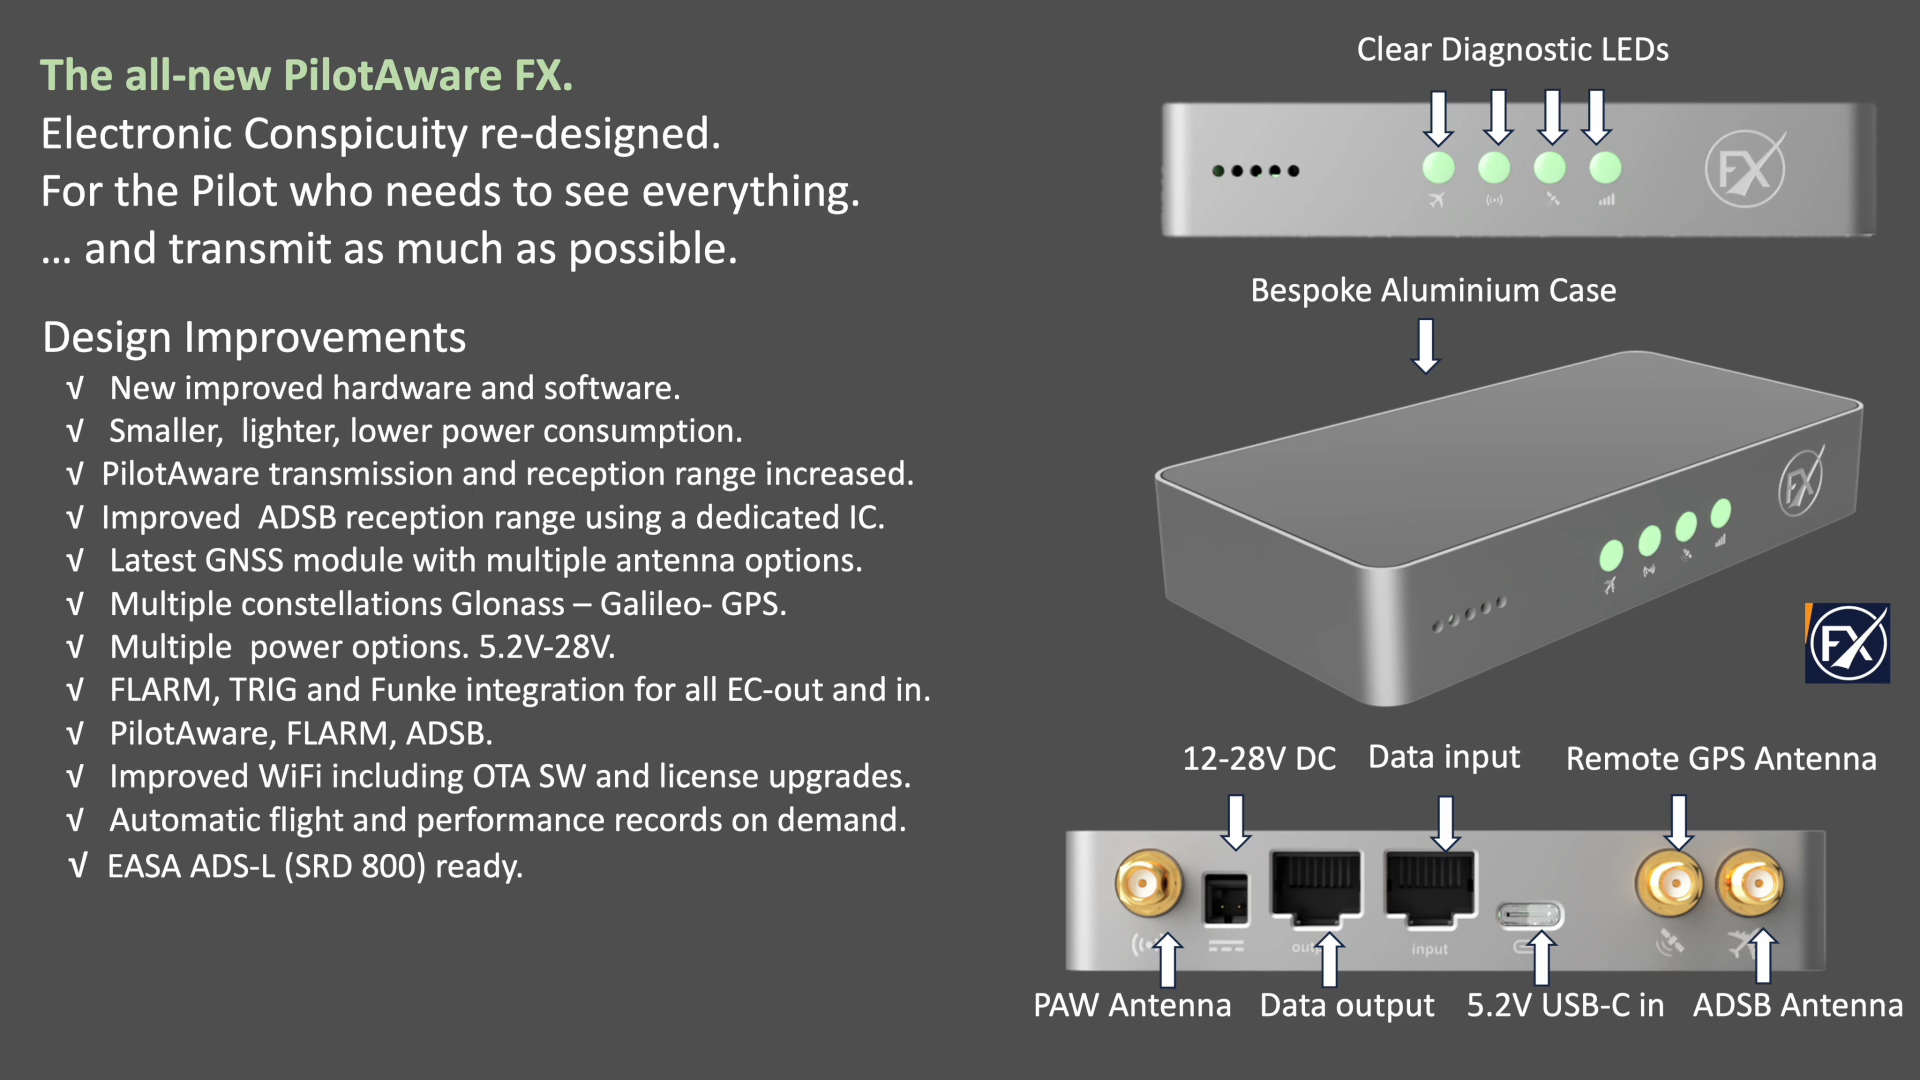 The all-new PilotAware FX.
Electronic Conspicuity re-designed.
For the Pilot who needs to see everything.
... and transmit as much as possible.
Design Improvements
√ New improved hardware and software.
√ Smaller, lighter, lower power consumption.
√ PilotAware transmission and reception range increased.
√ Improved ADSB reception range using a dedicated IC.
√ Latest GNSS module with multiple antenna options.
√ Multiple constellations Glonass – Galileo- GPS.
√ Multiple power options. 5.2V-28V.
√ FLARM, TRIG and Funke integration for all EC-out and in.
√ PilotAware, FLARM, ADSB.
√ Improved WiFi including OTA SW and license upgrades.
√ Automatic flight and performance records on demand.
√ EASA ADS-L (SRD 800) ready.
Clear Diagnostic LEDs
FX
Bespoke Aluminium Case
FX
FX
12-28V DC
Data input
Remote GPS Antenna
input
PAW Antenna
Data output
5.2V USB-C in
ADSB Antenna